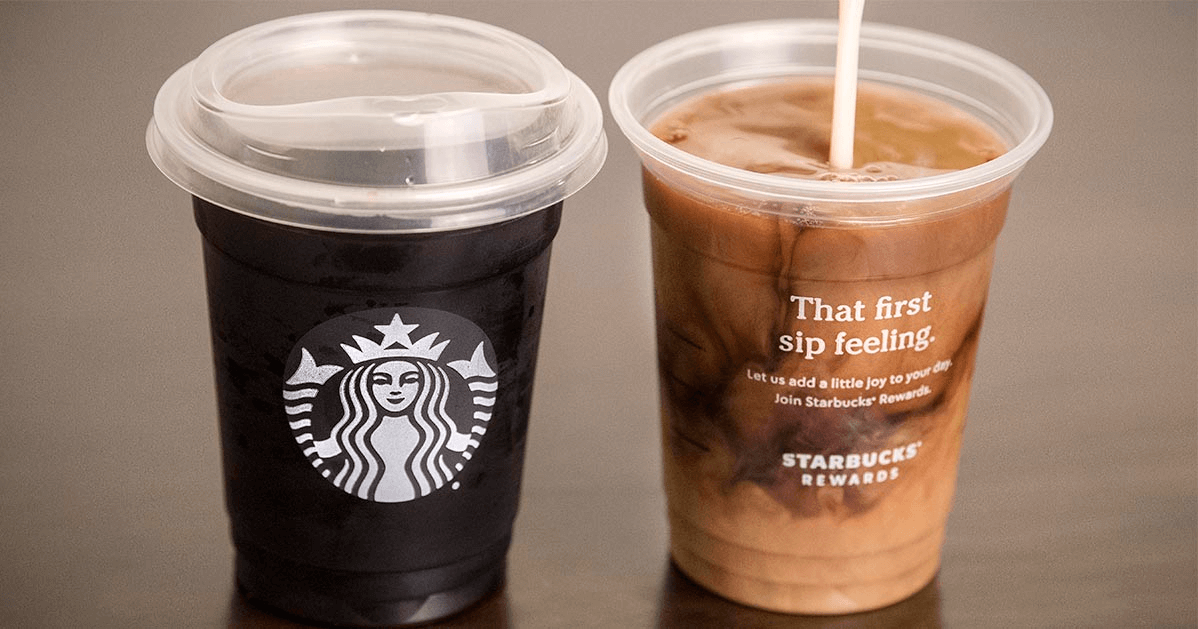 That first
sip feeling.
Let us add a little joy to your day.
Join Starbucks® Rewards.
STARBUCKS®
REWARDS